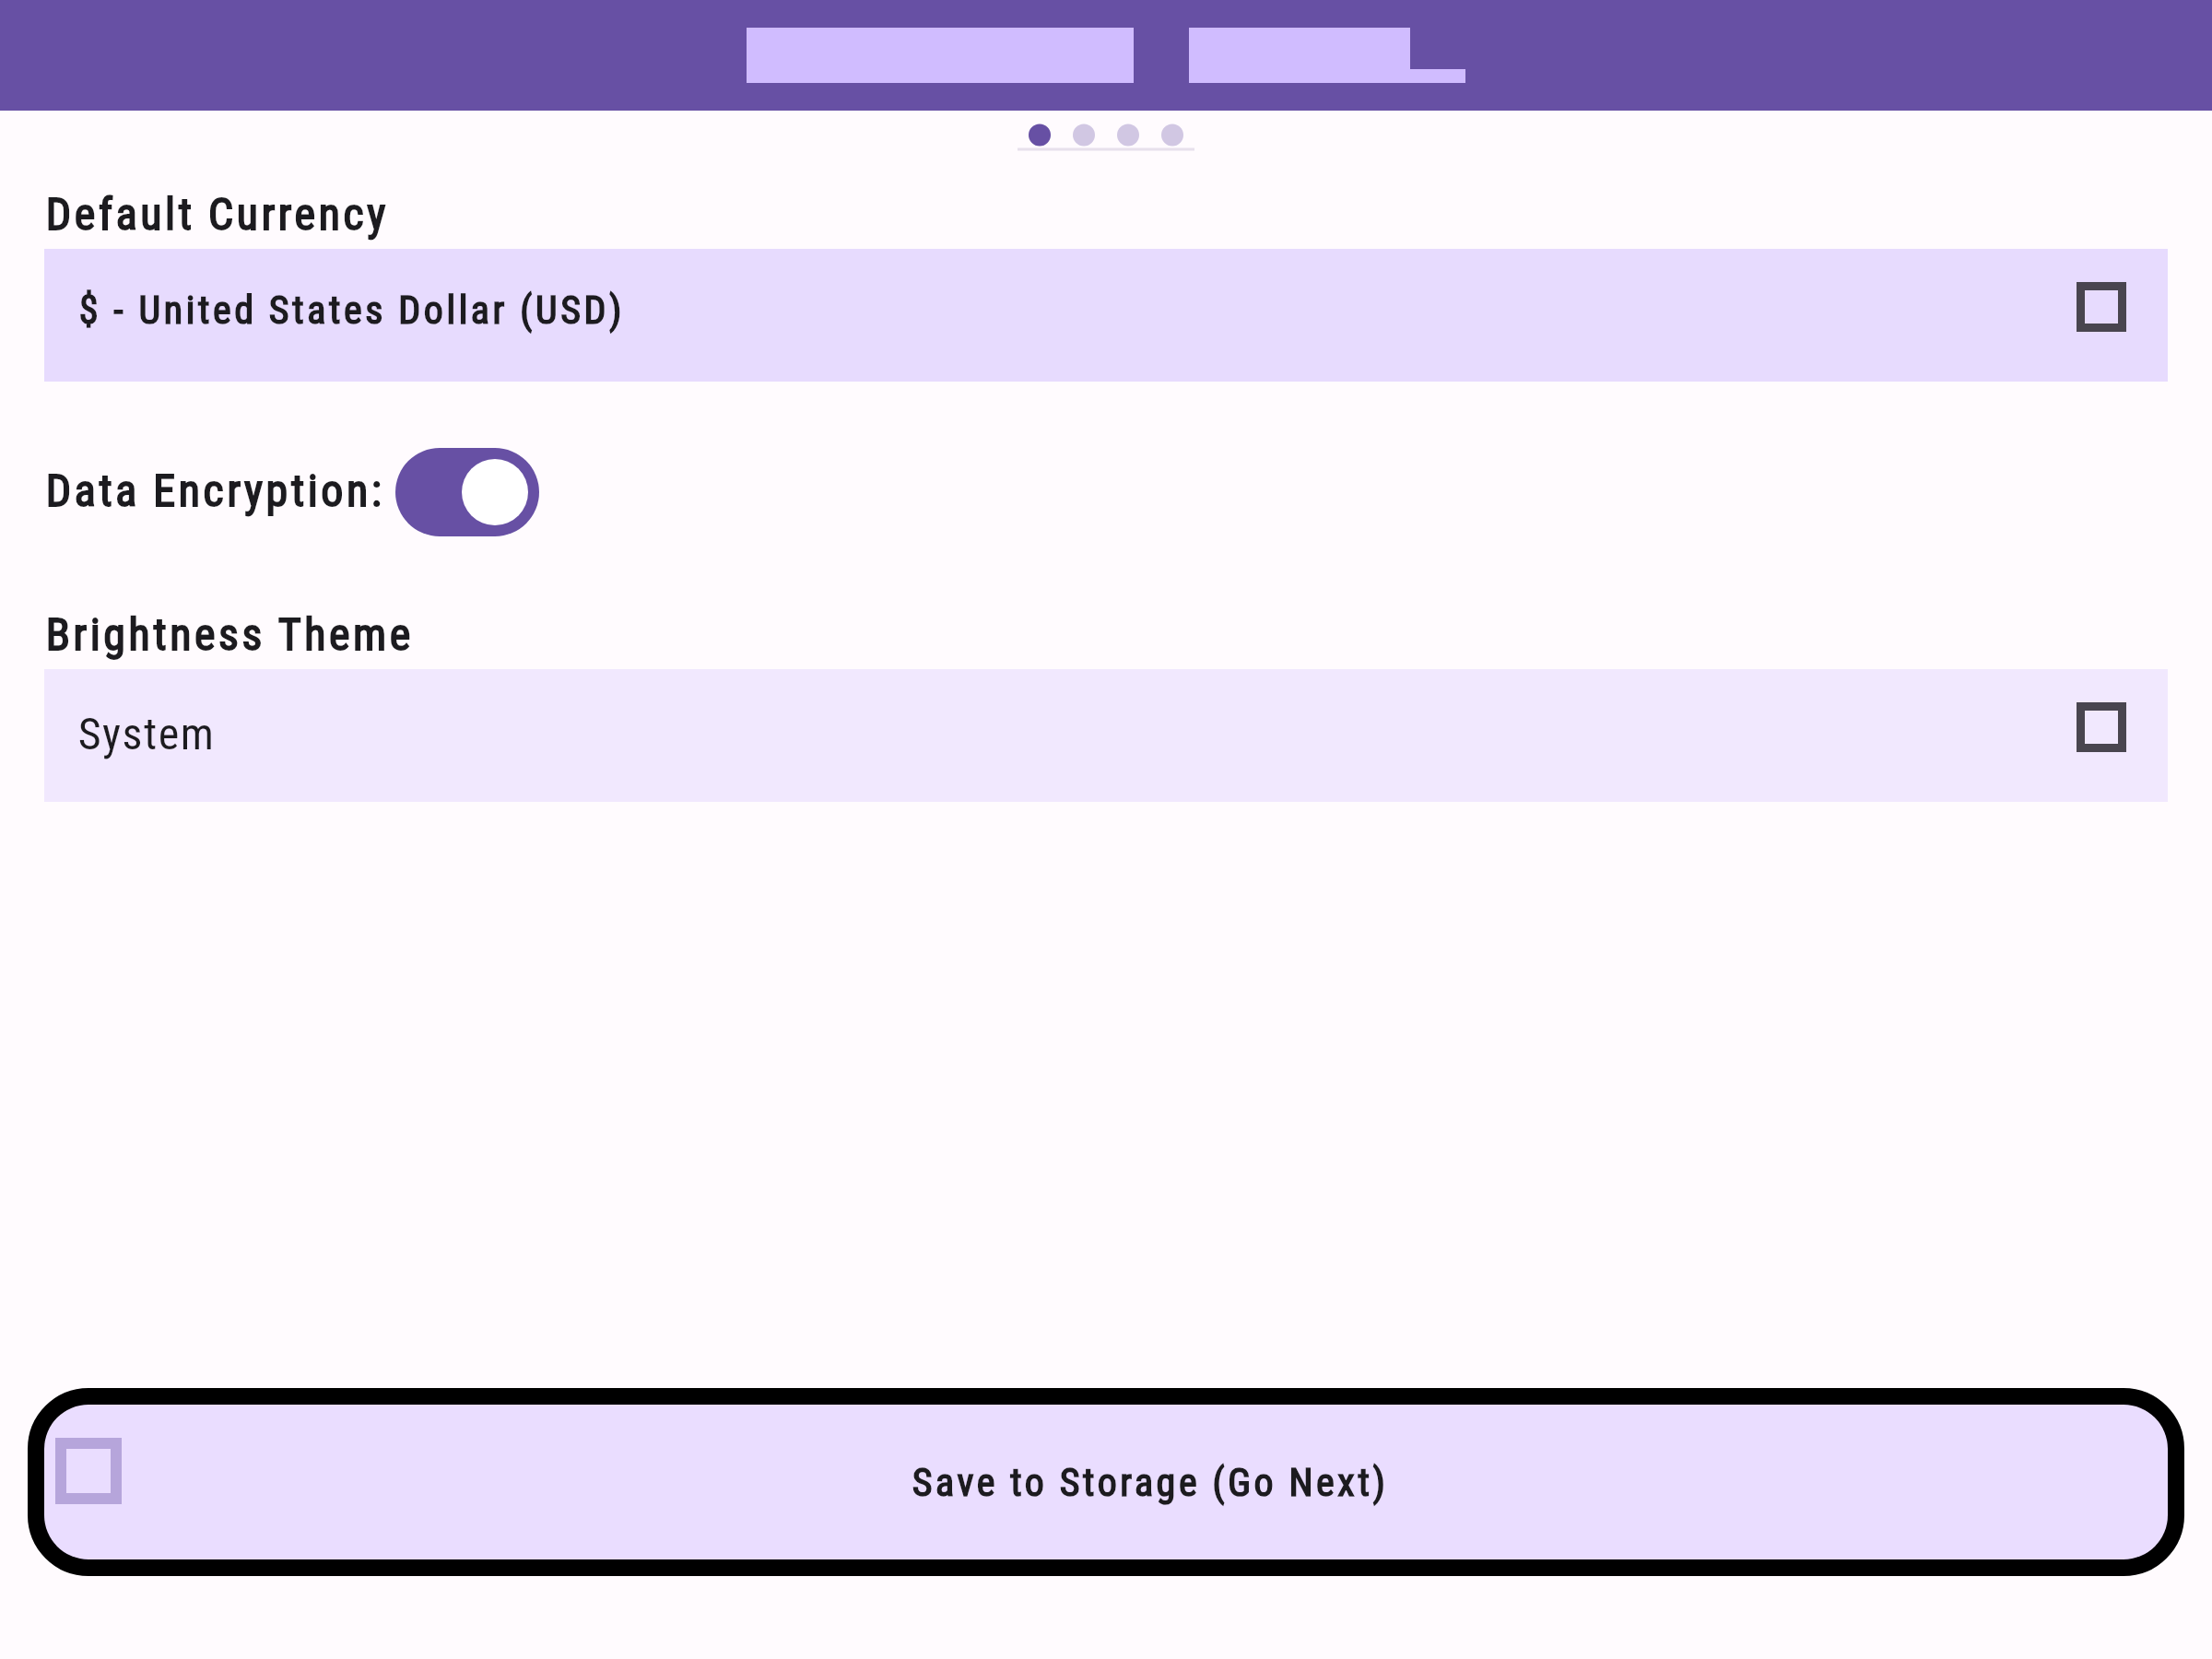 Default Currency
$ - United States Dollar (USD)
Data Encryption:
Brightness Theme
System
Save to Storage (Go Next)